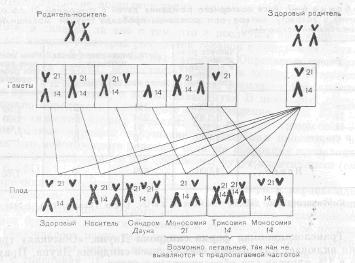 Родитель-носитель Здоровый родитель
Гаметы
21 21 21 21 21 21
14 14 14 14 14
Плод
21 21 21 21 21 21
14 14 14 14 14 14
Здоровый Носитель Синдром Дауна Моносомия 21 Трисомия 14 Моносомия 14
Возможно летальные, так как не
выявляются с предполагаемой частотой